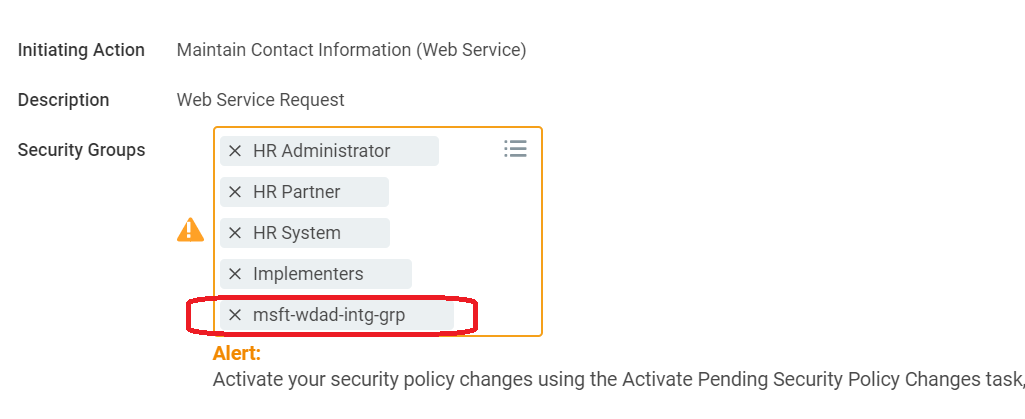 Initiating Action Maintain Contact Information (Web Service)
Description Web Service Request
Security Groups
× HR Administrator
× HR Partner
× HR System
× Implementers
× msft-wdad-intg-grp
Alert:
Activate your security policy changes using the Activate Pending Security Policy Changes task,